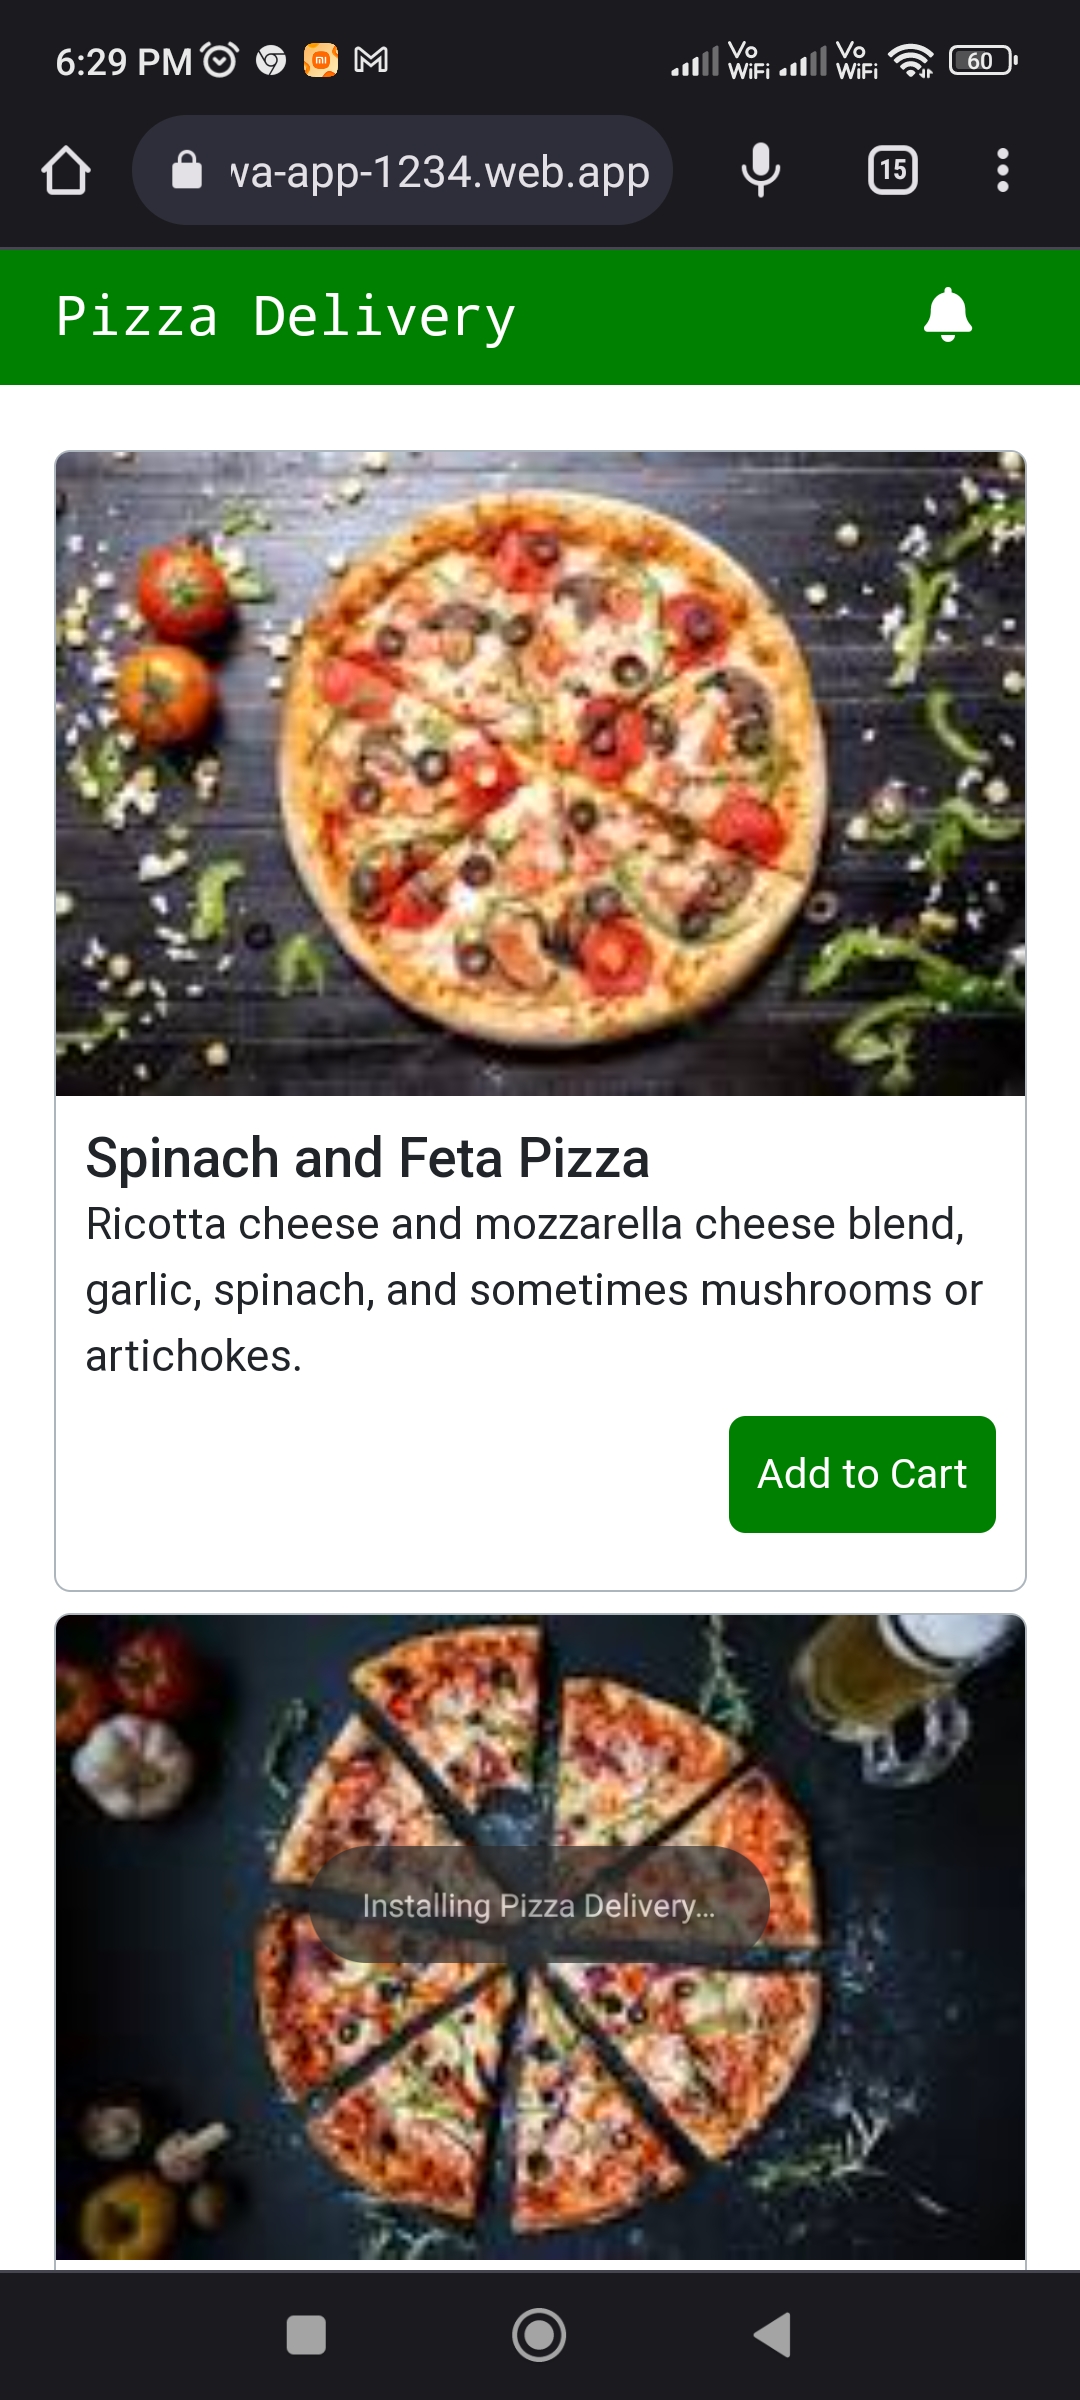 6:29 PM
Vo WiFi Vo WiFi 60
va-app-1234.web.app
15
Pizza Delivery
Spinach and Feta Pizza
Ricotta cheese and mozzarella cheese blend,
garlic, spinach, and sometimes mushrooms or
artichokes.
Add to Cart
Installing Pizza Delivery...